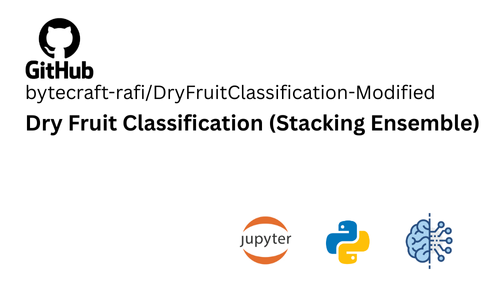 GitHub
bytecraft-rafi/DryFruitClassification-Modified
Dry Fruit Classification (Stacking Ensemble)
jupyter